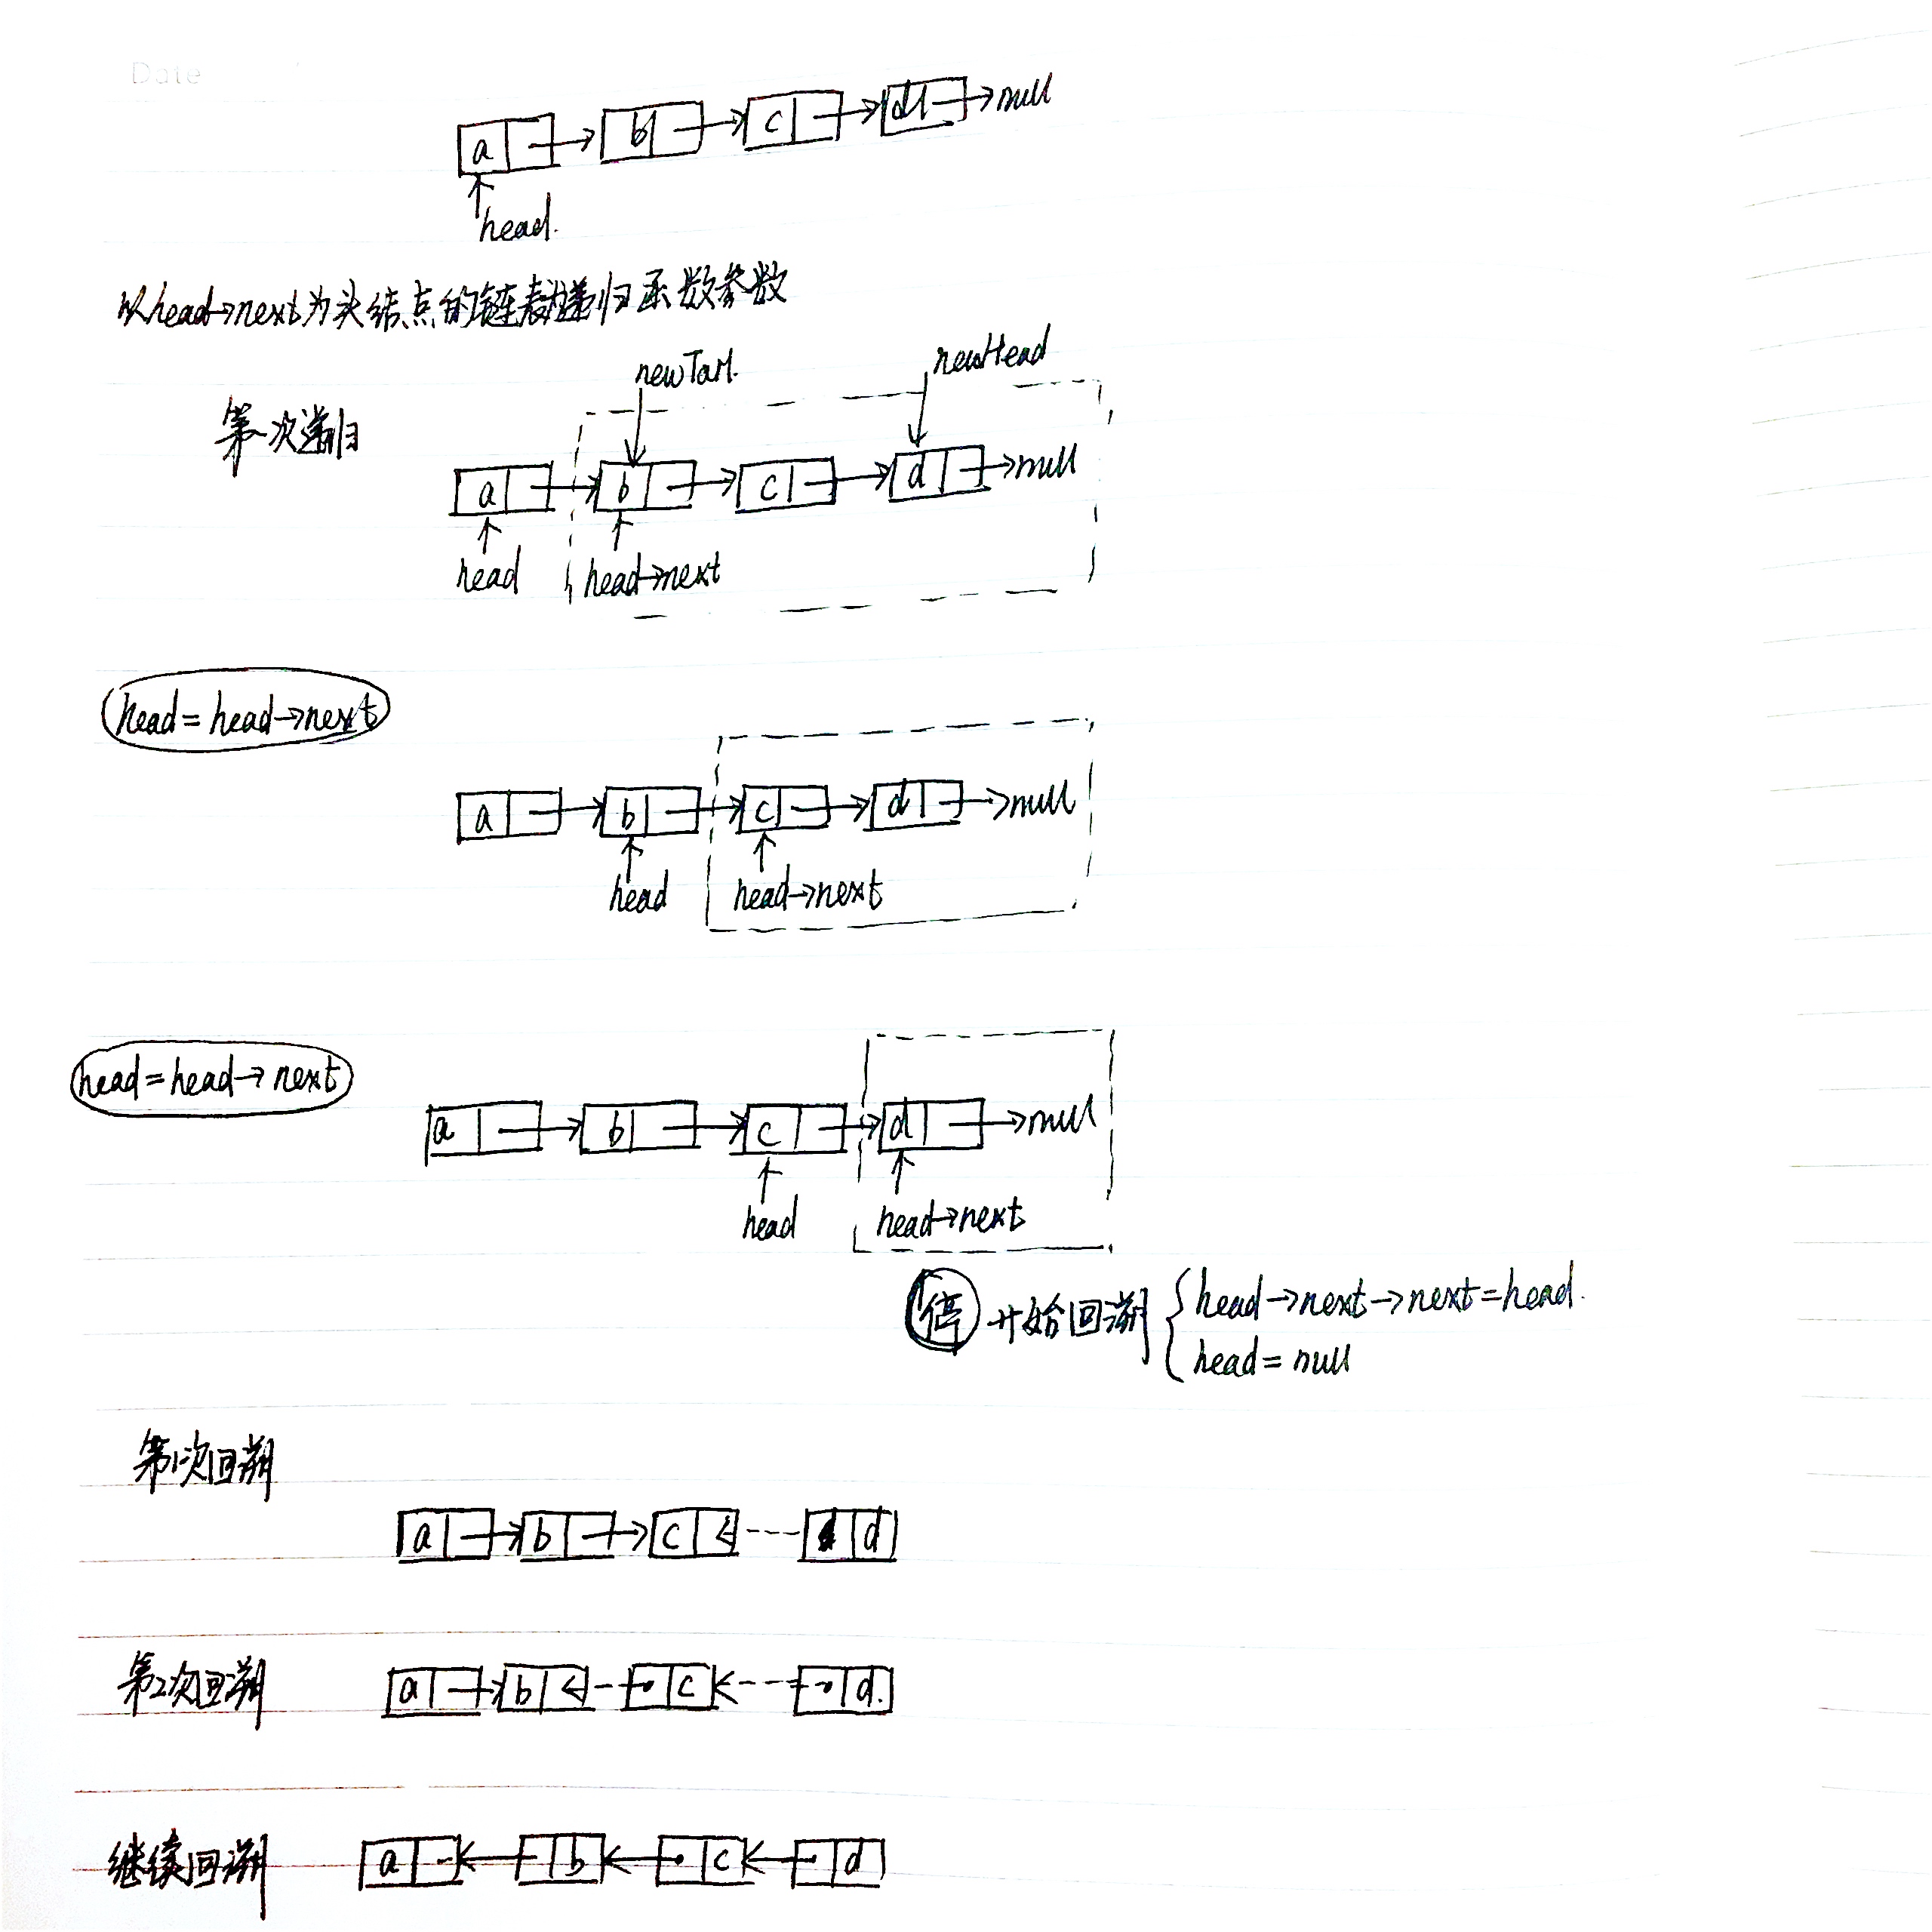 Date
a b c d null
head.
以head→next为头结点的链表递归函数参数
newTail. newHead
第一次递归
a b c d null
head head→next
head=head→next
a b c d null
head head→next
head=head→next
a b c d null
head head→next
停 开始回溯 { head→next→next=head.
head=null
第1次回溯
a b c d
第2次回溯
a b c d.
继续回溯
a b c d